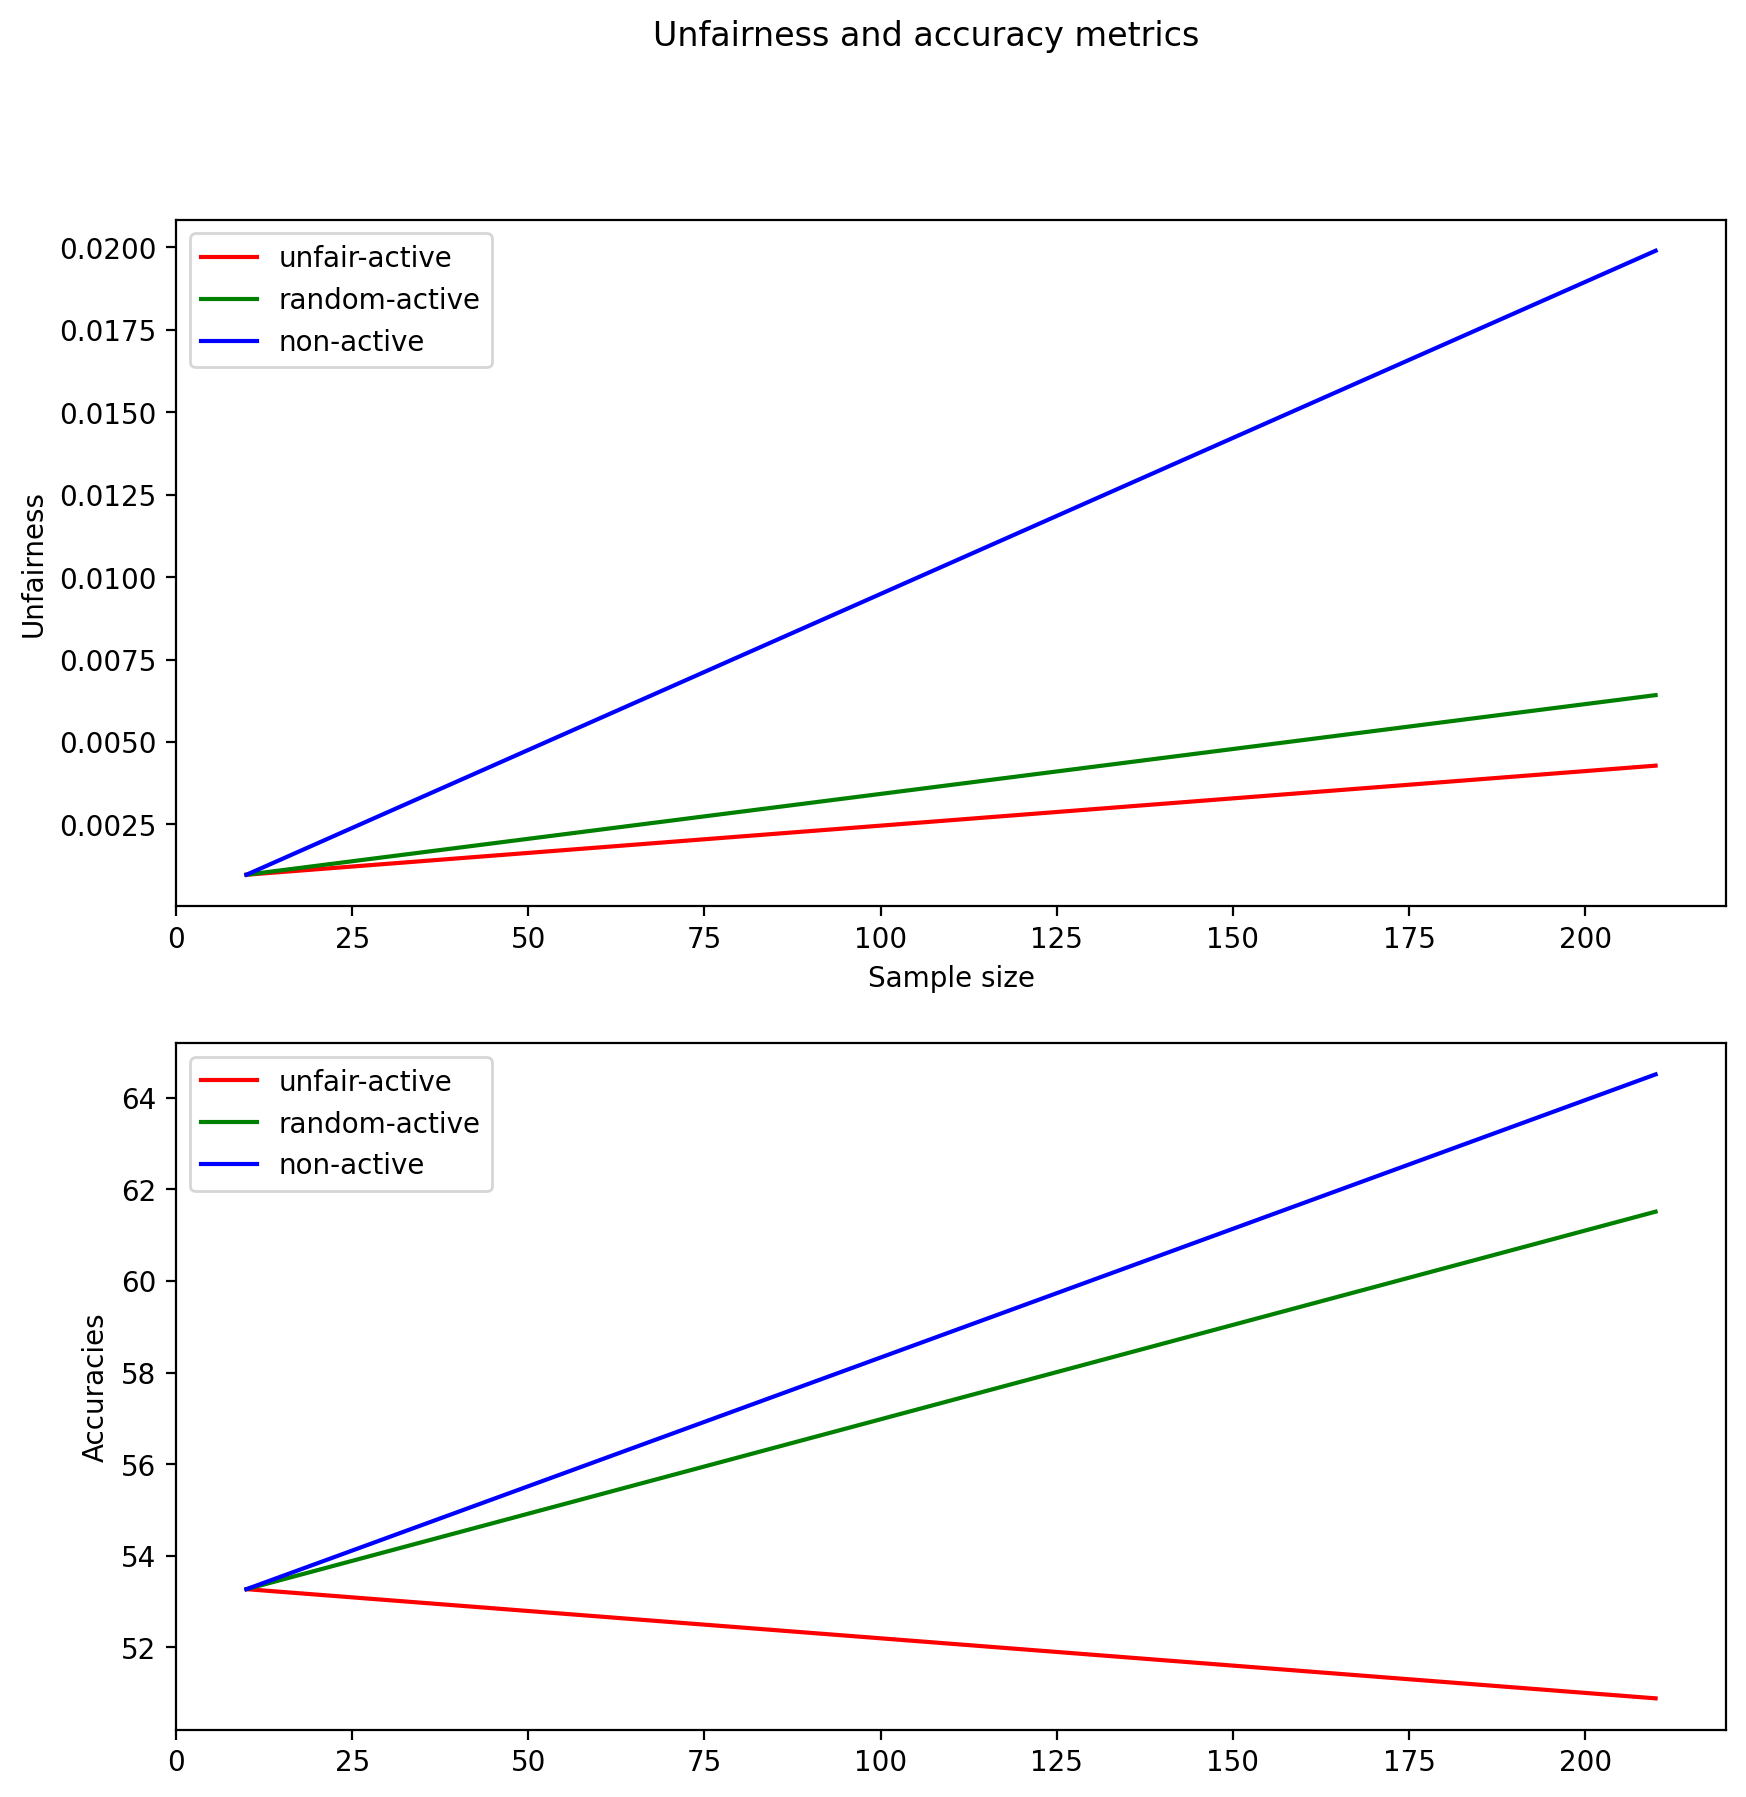 Unfairness and accuracy metrics
0.0200
0.0175
0.0150
0.0125
0.0100
0.0075
0.0050
0.0025
Unfairness
unfair-active
random-active
non-active
0 25 50 75 100 125 150 175 200
Sample size
64
62
60
58
56
54
52
Accuracies
unfair-active
random-active
non-active
0 25 50 75 100 125 150 175 200